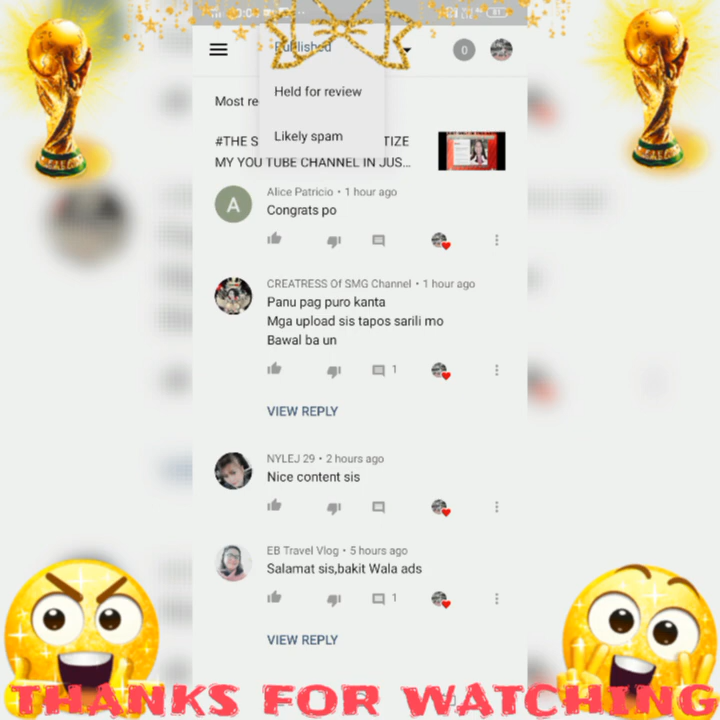 Published
0
Held for review
Most re
Likely spam
#THE S TIZE
MY YOU TUBE CHANNEL IN JUS...
A
Alice Patricio • 1 hour ago
Congrats po
CREATRESS Of SMG Channel • 1 hour ago
Panu pag puro kanta
Mga upload sis tapos sarili mo
Bawal ba un
1
VIEW REPLY
NYLEJ 29 • 2 hours ago
Nice content sis
EB Travel Vlog • 5 hours ago
Salamat sis,bakit Wala ads
1
VIEW REPLY
THANKS FOR WATCHING